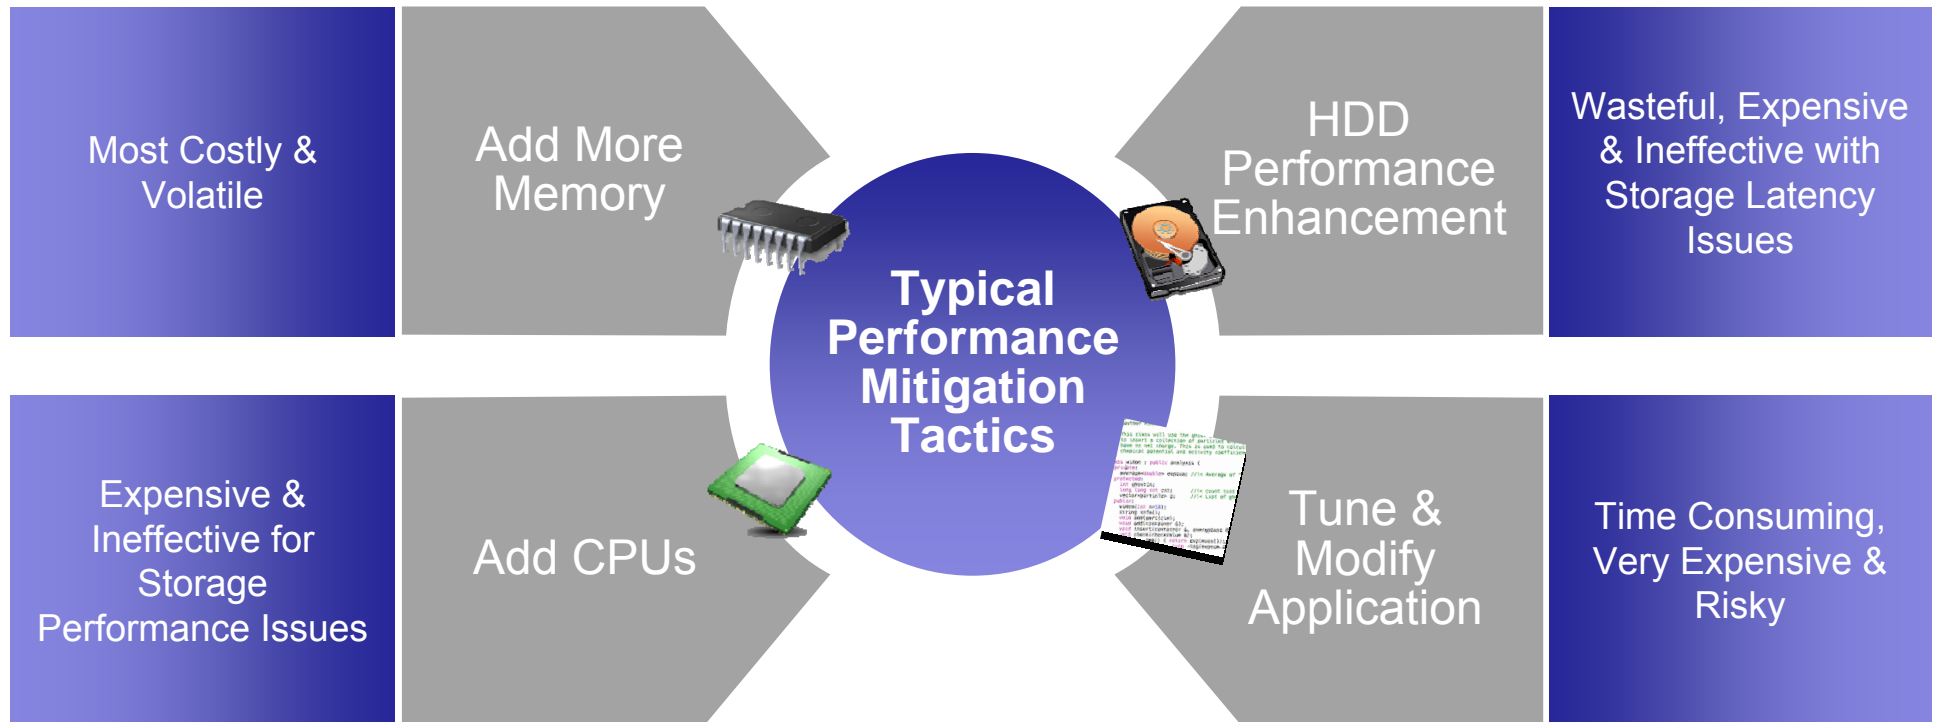 Most Costly &
Volatile
Add More
Memory
HDD
Performance
Enhancement
Wasteful, Expensive
& Ineffective with
Storage Latency
Issues
Typical
Performance
Mitigation
Tactics
Expensive &
Ineffective for
Storage
Performance Issues
Add CPUs
Tune &
Modify
Application
Time Consuming,
Very Expensive &
Risky